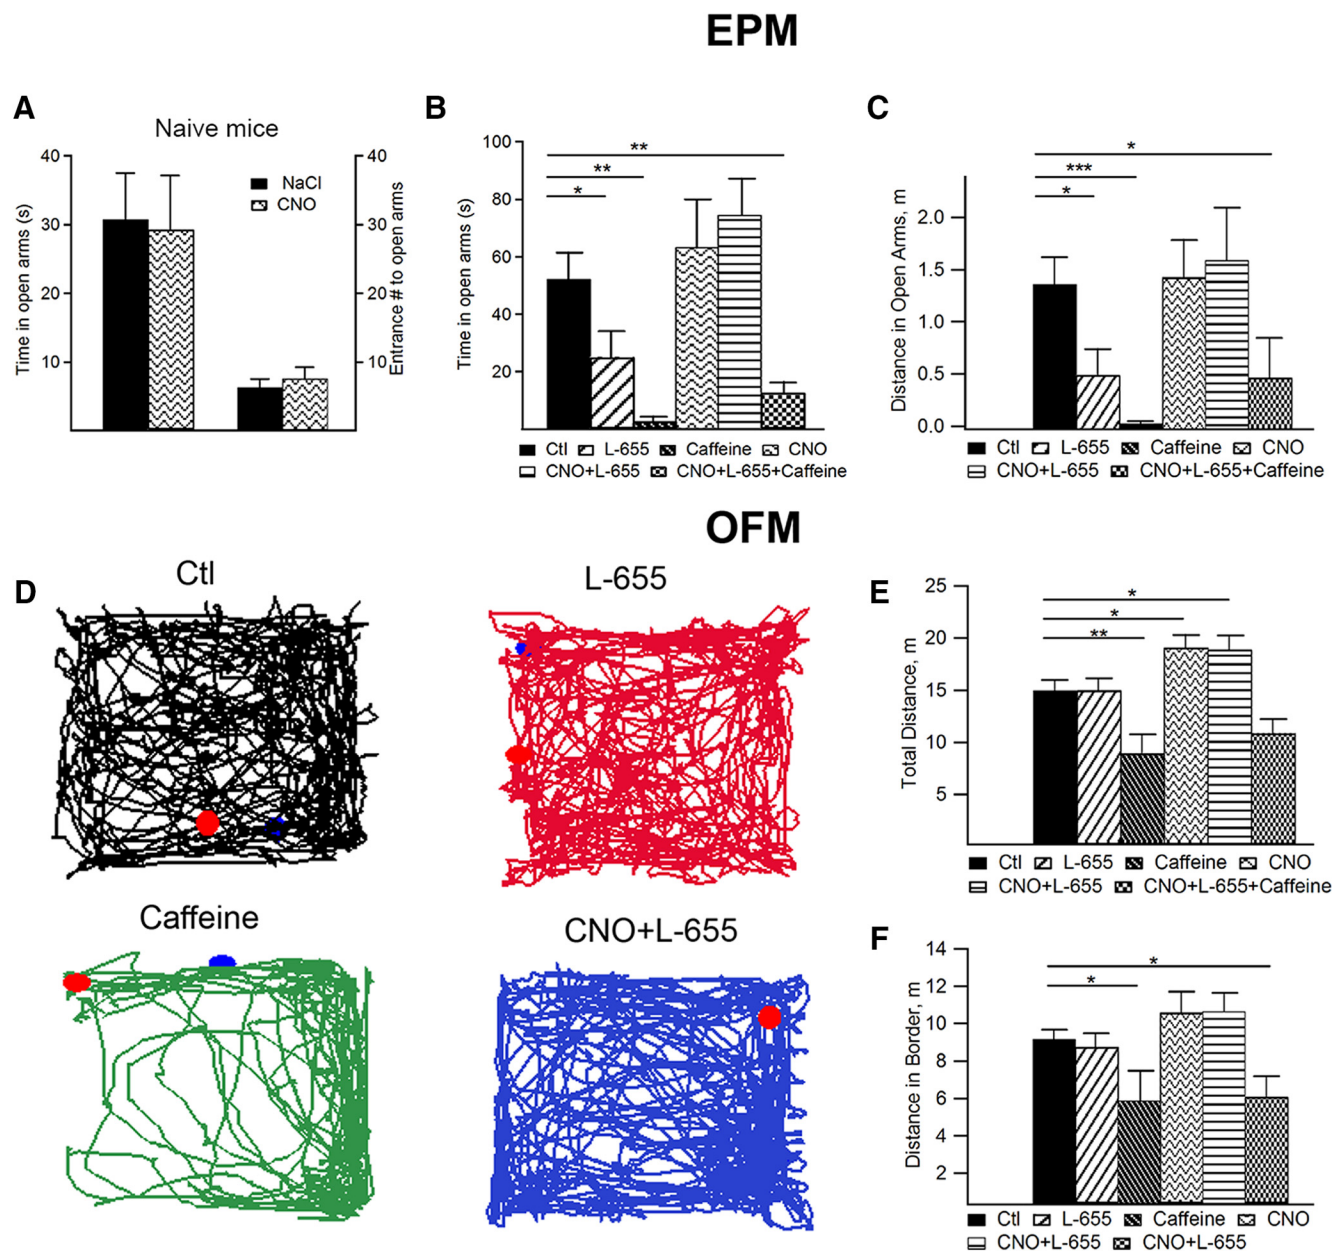 EPM
A
Naive mice
40
30
20
10
Time in open arms (s)
40
30
20
10
Entrance # to open arms
NaCl
CNO
B
100
80
60
40
20
Time in open arms (s)
**
**
*
Ctl L-655 Caffeine CNO
CNO+L-655 CNO+L-655+Caffeine
C
2.0
1.5
1.0
0.5
0.0
Distance in Open Arms, m
*
***
*
Ctl L-655 Caffeine CNO
CNO+L-655 CNO+L-655+Caffeine
OFM
D
Ctl
L-655
Caffeine
CNO+L-655
E
25
20
15
10
5
Total Distance, m
*
*
**
Ctl L-655 Caffeine CNO
CNO+L-655 CNO+L-655+Caffeine
F
14
12
10
8
6
4
2
Distance in Border, m
*
*
Ctl L-655 Caffeine CNO
CNO+L-655 CNO+L-655